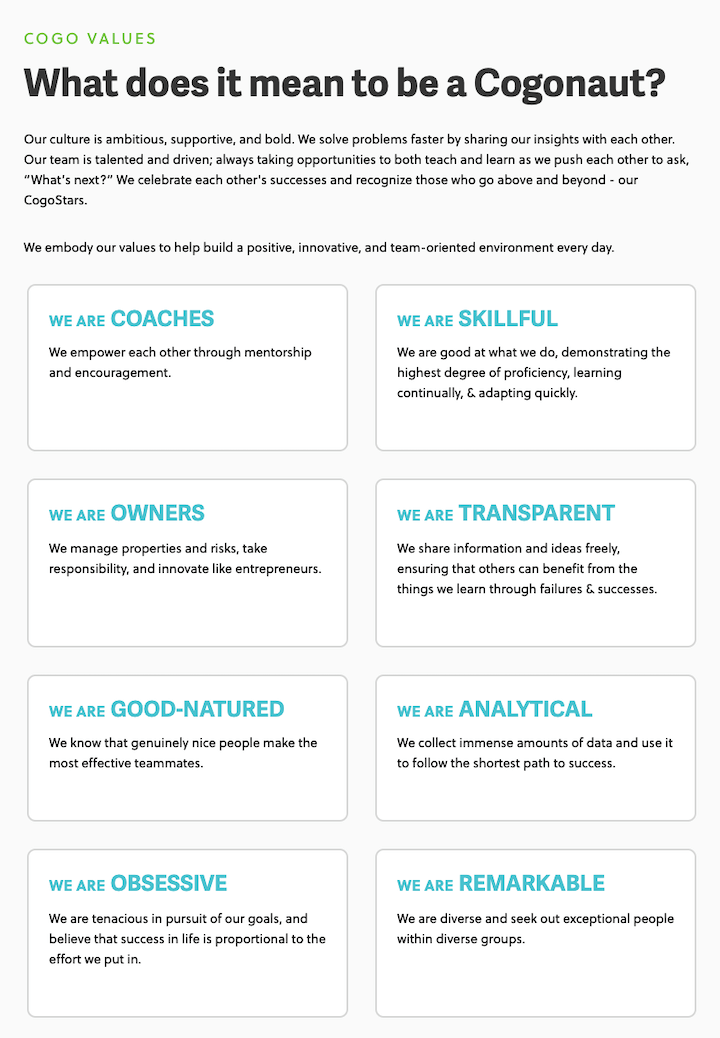 COGO VALUES
What does it mean to be a Cogonaut?
Our culture is ambitious, supportive, and bold. We solve problems faster by sharing our insights with each other.
Our team is talented and driven; always taking opportunities to both teach and learn as we push each other to ask,
“What's next?” We celebrate each other's successes and recognize those who go above and beyond - our
CogoStars.
We embody our values to help build a positive, innovative, and team-oriented environment every day.
WE ARE COACHES
We empower each other through mentorship
and encouragement.
WE ARE SKILLFUL
We are good at what we do, demonstrating the
highest degree of proficiency, learning
continually, & adapting quickly.
WE ARE OWNERS
We manage properties and risks, take
responsibility, and innovate like entrepreneurs.
WE ARE TRANSPARENT
We share information and ideas freely,
ensuring that others can benefit from the
things we learn through failures & successes.
WE ARE GOOD-NATURED
We know that genuinely nice people make the
most effective teammates.
WE ARE ANALYTICAL
We collect immense amounts of data and use it
to follow the shortest path to success.
WE ARE OBSESSIVE
We are tenacious in pursuit of our goals, and
believe that success in life is proportional to the
effort we put in.
WE ARE REMARKABLE
We are diverse and seek out exceptional people
within diverse groups.